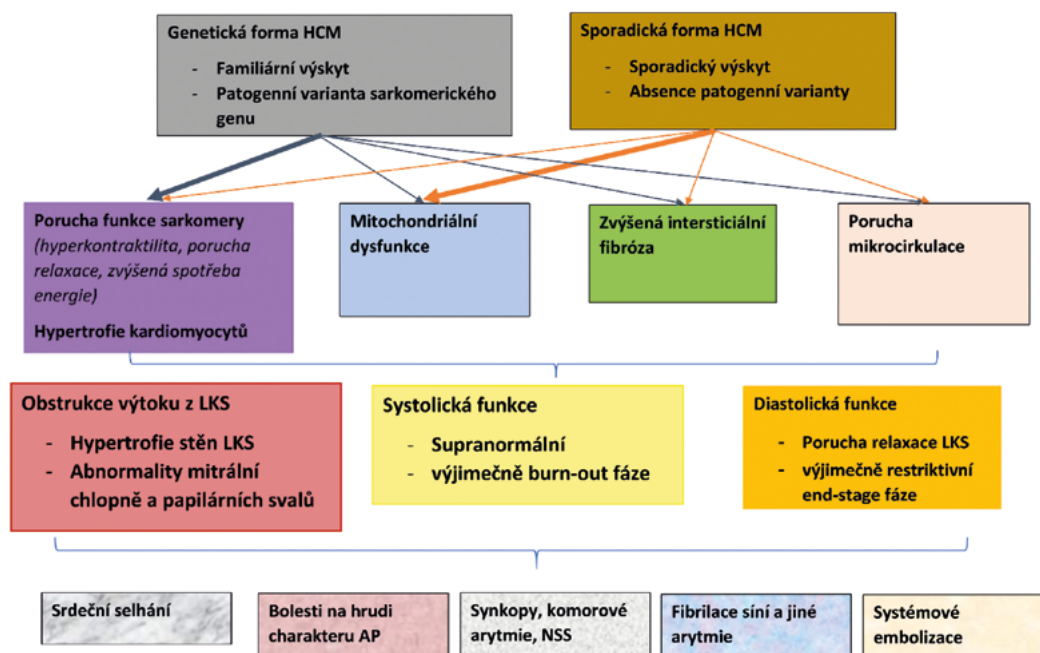 Genetická forma HCM
- Familiární výskyt
- Patogenní varianta sarkomerického
genu
Sporadická forma HCM
- Sporadický výskyt
- Absence patogenní varianty
Porucha funkce sarkomery
(hyperkontraktilita, porucha
relaxace, zvýšená spotřeba
energie)
Hypertrofie kardiomyocytů
Mitochondriální
dysfunkce
Zvýšená intersticiální
fibróza
Porucha
mikrocirkulace
Obstrukce výtoku z LKS
- Hypertrofie stěn LKS
- Abnormality mitrální
chlopně a papilárních svalů
Systolická funkce
- Supranormální
- výjimečně burn-out fáze
Diastolická funkce
- Porucha relaxace LKS
- výjimečně restriktivní
end-stage fáze
Srdeční selhání
Bolesti na hrudi
charakteru AP
Synkopy, komorové
arytmie, NSS
Fibrilace síní a jiné
arytmie
Systémové
embolizace